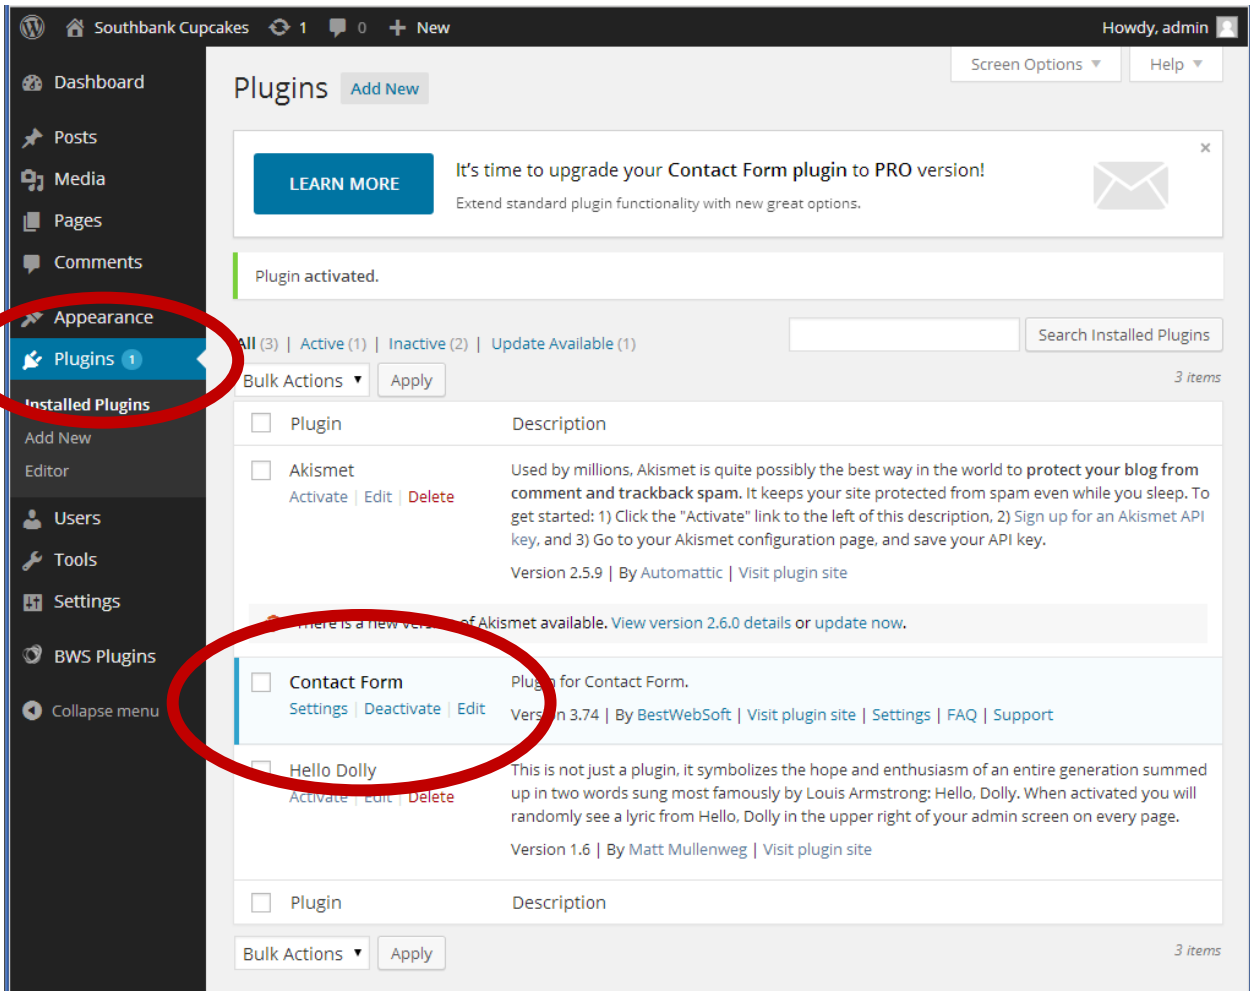 Southbank Cupcakes 1 0 New Howdy, admin
Screen Options Help
Dashboard
Posts
Media
Pages
Comments
Appearance
Plugins 1
Installed Plugins
Add New
Editor
Users
Tools
Settings
BWS Plugins
Collapse menu
Plugins Add New
LEARN MORE
It's time to upgrade your Contact Form plugin to PRO version!
Extend standard plugin functionality with new great options.
×
Plugin activated.
All (3) | Active (1) | Inactive (2) | Update Available (1)
Search Installed Plugins
Bulk Actions Apply
3 items
Plugin Description
Akismet
Activate | Edit | Delete
Used by millions, Akismet is quite possibly the best way in the world to protect your blog from
comment and trackback spam. It keeps your site protected from spam even while you sleep. To
get started: 1) Click the "Activate" link to the left of this description, 2) Sign up for an Akismet API
key, and 3) Go to your Akismet configuration page, and save your API key.
Version 2.5.9 | By Automattic | Visit plugin site
There is a new version of Akismet available. View version 2.6.0 details or update now.
Contact Form
Settings | Deactivate | Edit
Plugin for Contact Form.
Version 3.74 | By BestWebSoft | Visit plugin site | Settings | FAQ | Support
Hello Dolly
Activate | Edit | Delete
This is not just a plugin, it symbolizes the hope and enthusiasm of an entire generation summed
up in two words sung most famously by Louis Armstrong: Hello, Dolly. When activated you will
randomly see a lyric from Hello, Dolly in the upper right of your admin screen on every page.
Version 1.6 | By Matt Mullenweg | Visit plugin site
Plugin Description
Bulk Actions Apply
3 items